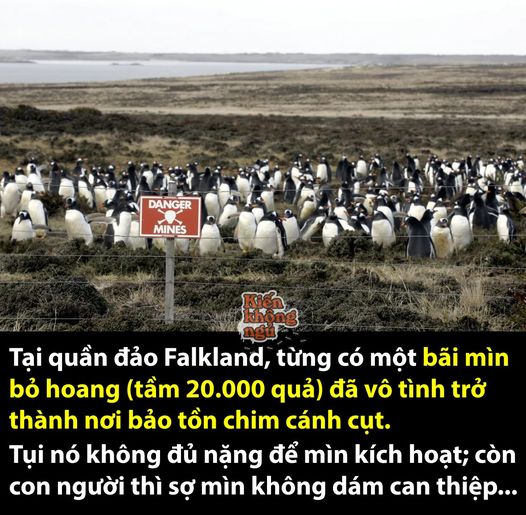 DANGER
MINES
Kiến
không
ngủ
Tại quần đảo Falkland, từng có một bãi mìn
bỏ hoang (tầm 20.000 quả) đã vô tình trở
thành nơi bảo tồn chim cánh cụt.
Tụi nó không đủ nặng để mìn kích hoạt; còn
con người thì sợ mìn không dám can thiệp...